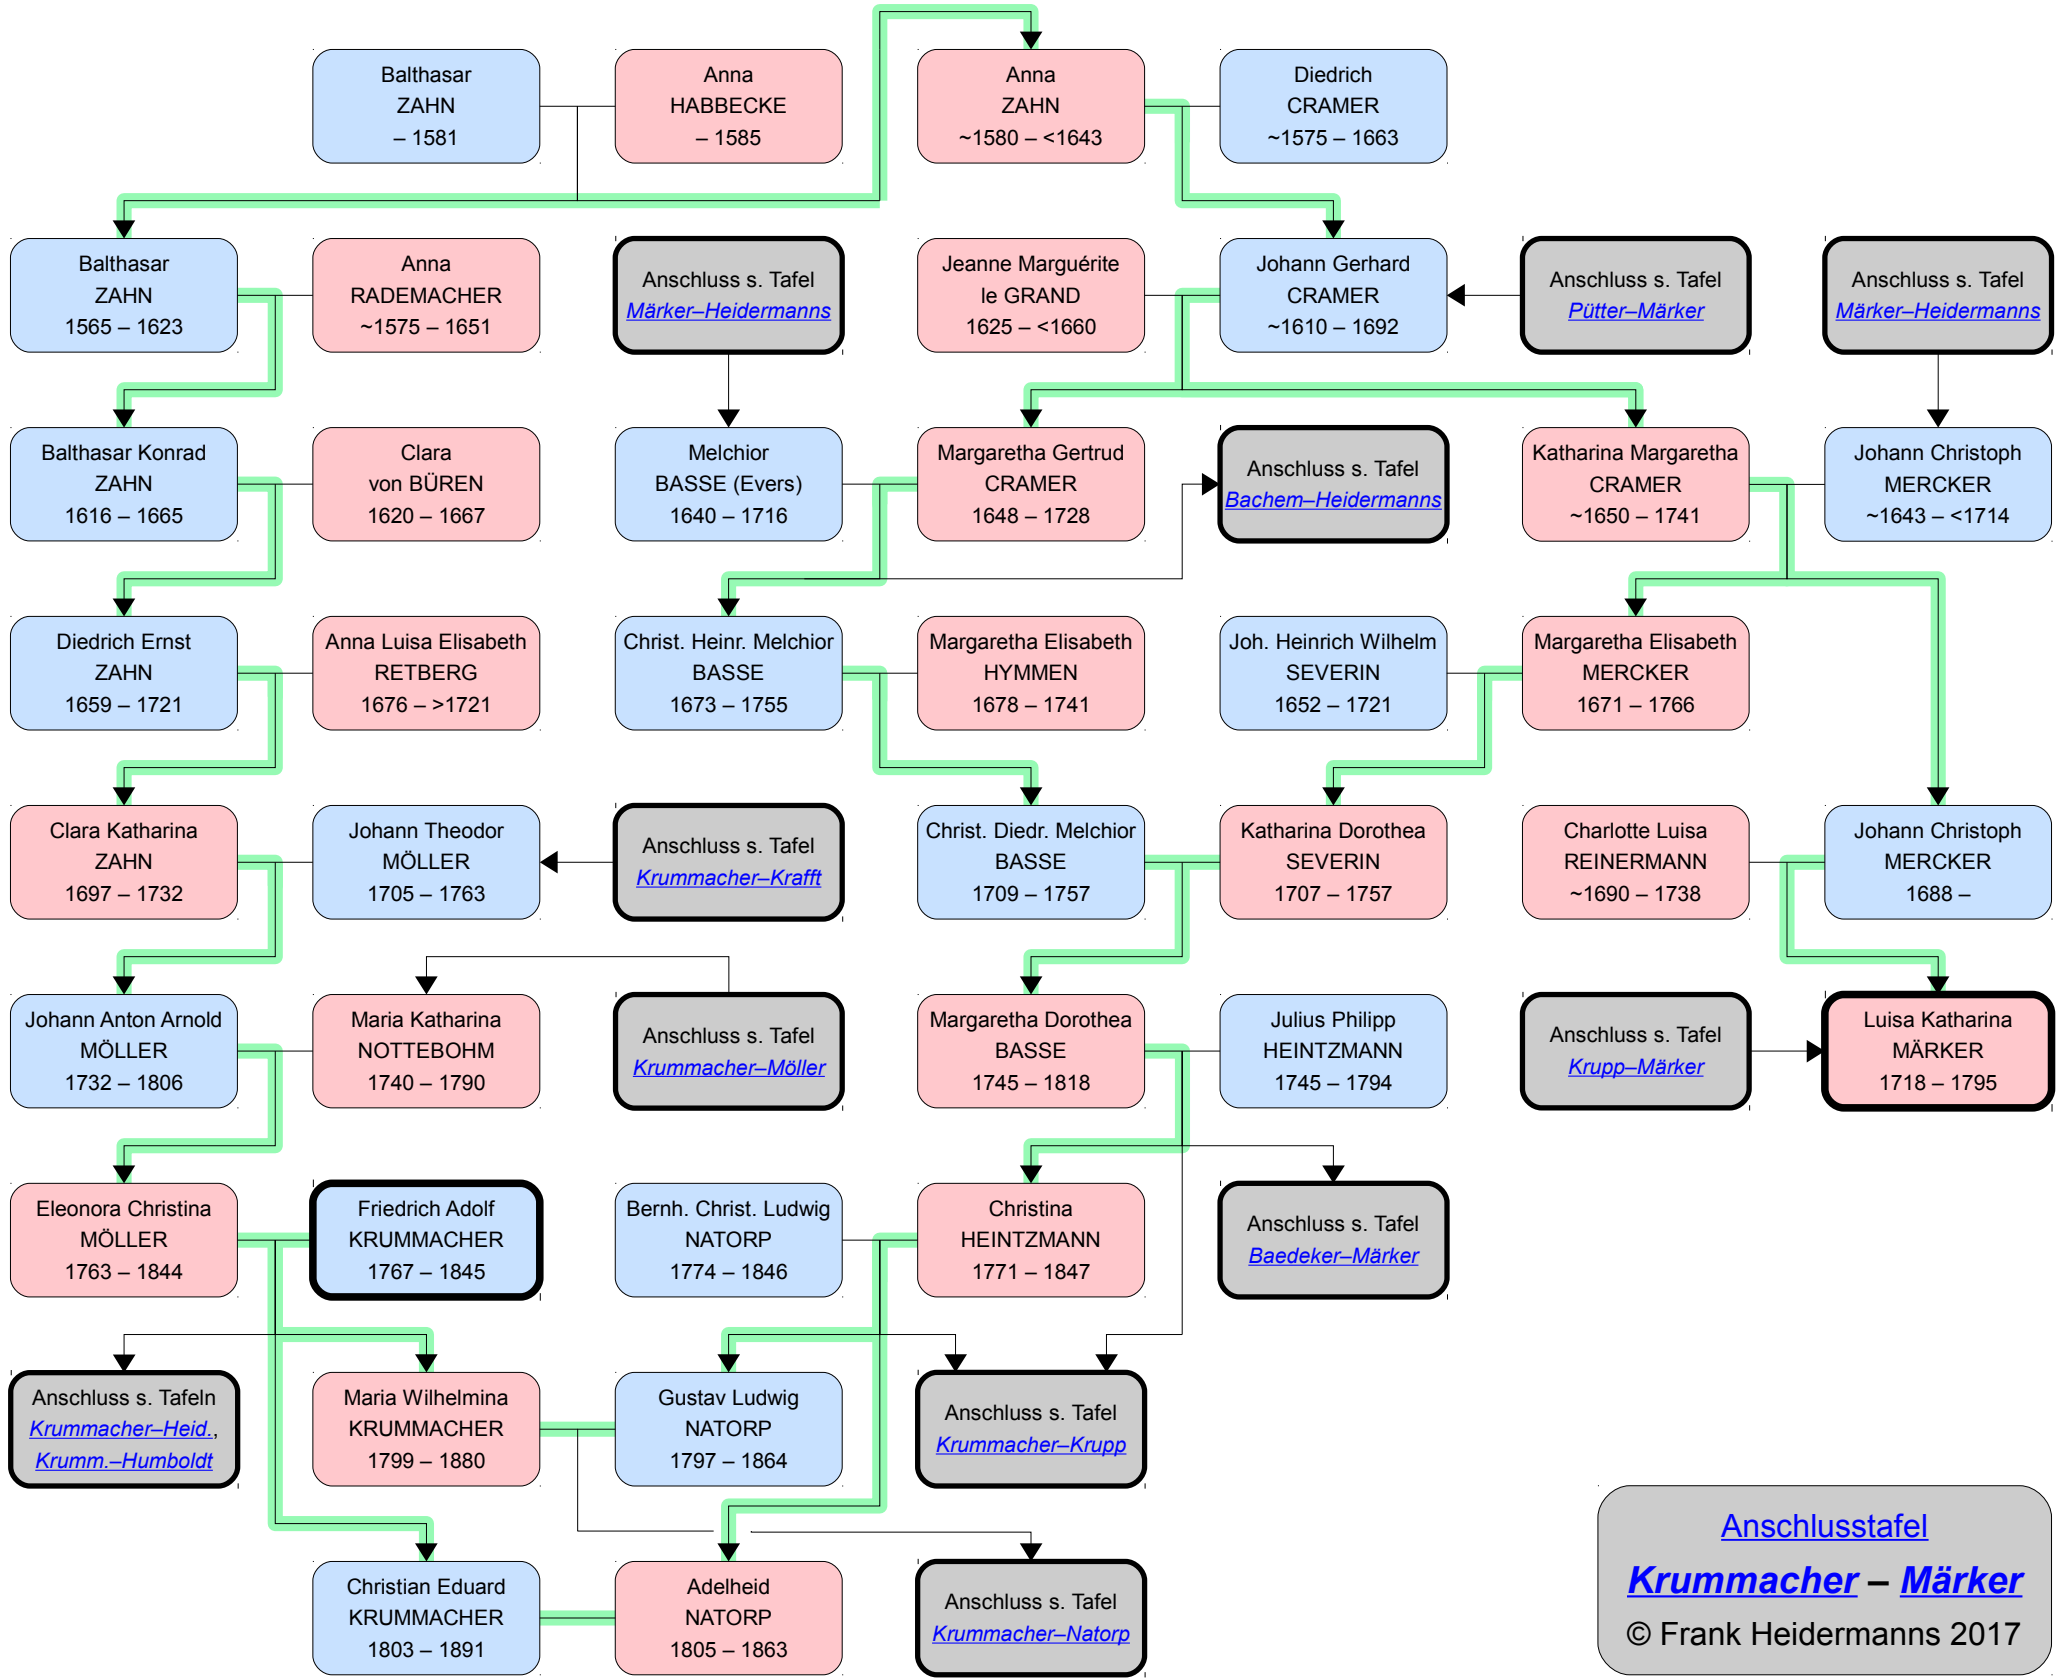 Balthasar
ZAHN
– 1581
Anna
HABBECKE
– 1585
Anna
ZAHN
~1580 – <1643
Diedrich
CRAMER
~1575 – 1663
Balthasar
ZAHN
1565 – 1623
Anna
RADEMACHER
~1575 – 1651
Anschluss s. Tafel
Märker–Heidermanns
Jeanne Marguérite
le GRAND
1625 – <1660
Johann Gerhard
CRAMER
~1610 – 1692
Anschluss s. Tafel
Pütter–Märker
Anschluss s. Tafel
Märker–Heidermanns
Balthasar Konrad
ZAHN
1616 – 1665
Clara
von BÜREN
1620 – 1667
Melchior
BASSE (Evers)
1640 – 1716
Margaretha Gertrud
CRAMER
1648 – 1728
Anschluss s. Tafel
Bachem–Heidermanns
Katharina Margaretha
CRAMER
~1650 – 1741
Johann Christoph
MERCKER
~1643 – <1714
Diedrich Ernst
ZAHN
1659 – 1721
Anna Luisa Elisabeth
RETBERG
1676 – >1721
Christ. Heinr. Melchior
BASSE
1673 – 1755
Margaretha Elisabeth
HYMMEN
1678 – 1741
Joh. Heinrich Wilhelm
SEVERIN
1652 – 1721
Margaretha Elisabeth
MERCKER
1671 – 1766
Clara Katharina
ZAHN
1697 – 1732
Johann Theodor
MÖLLER
1705 – 1763
Anschluss s. Tafel
Krummacher–Krafft
Christ. Diedr. Melchior
BASSE
1709 – 1757
Katharina Dorothea
SEVERIN
1707 – 1757
Charlotte Luisa
REINERMANN
~1690 – 1738
Johann Christoph
MERCKER
1688 –
Johann Anton Arnold
MÖLLER
1732 – 1806
Maria Katharina
NOTTEBOHM
1740 – 1790
Anschluss s. Tafel
Krummacher–Möller
Margaretha Dorothea
BASSE
1745 – 1818
Julius Philipp
HEINTZMANN
1745 – 1794
Anschluss s. Tafel
Krupp–Märker
Luisa Katharina
MÄRKER
1718 – 1795
Eleonora Christina
MÖLLER
1763 – 1844
Friedrich Adolf
KRUMMACHER
1767 – 1845
Bernh. Christ. Ludwig
NATORP
1774 – 1846
Christina
HEINTZMANN
1771 – 1847
Anschluss s. Tafel
Baedeker–Märker
Anschluss s. Tafeln
Krummacher–Heid.,
Krumm.–Humboldt
Maria Wilhelmina
KRUMMACHER
1799 – 1880
Gustav Ludwig
NATORP
1797 – 1864
Anschluss s. Tafel
Krummacher–Krupp
Christian Eduard
KRUMMACHER
1803 – 1891
Adelheid
NATORP
1805 – 1863
Anschluss s. Tafel
Krummacher–Natorp
Anschlusstafel
Krummacher – Märker
© Frank Heidermanns 2017